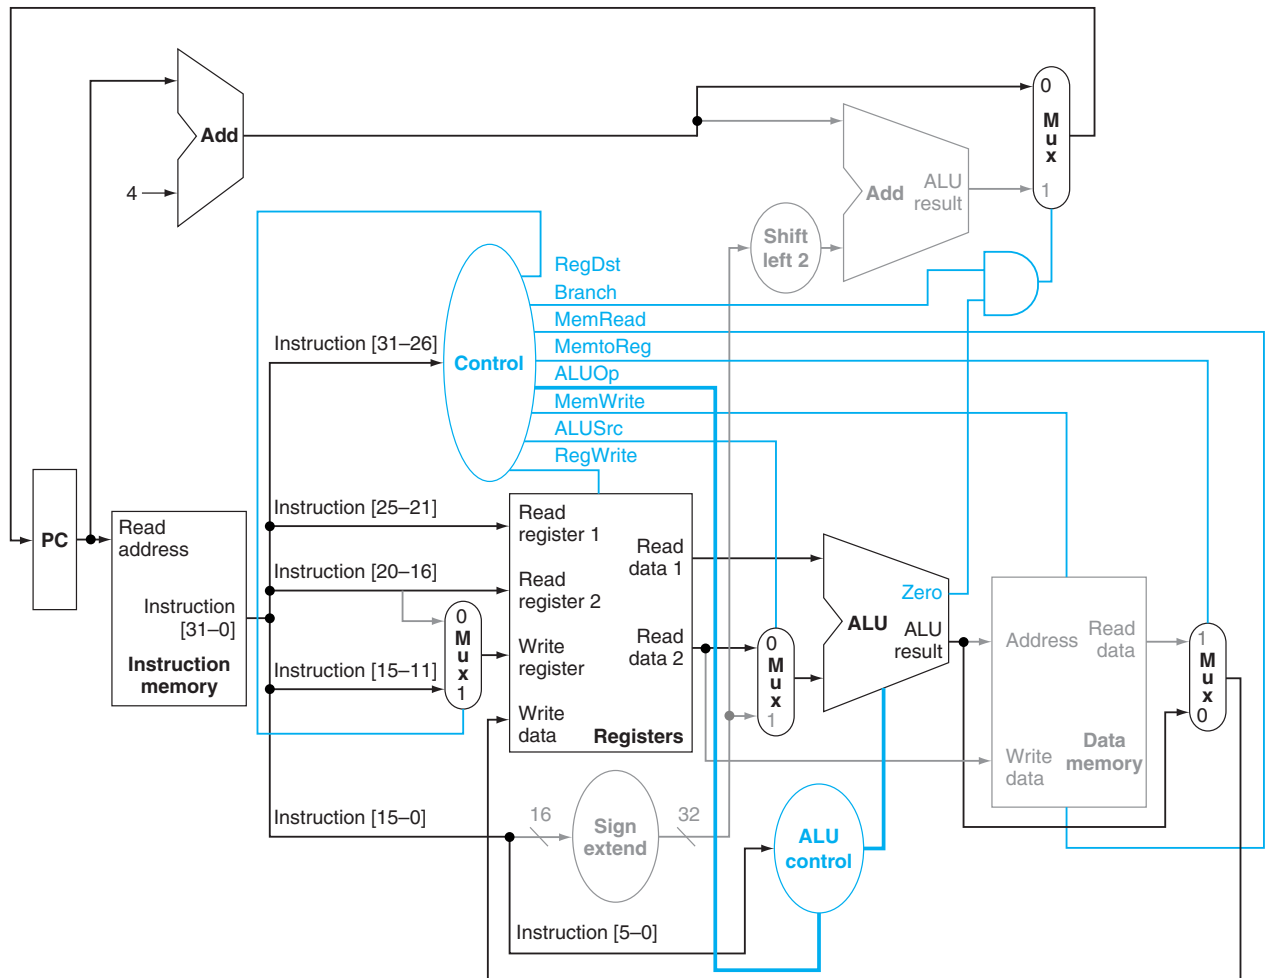 0
M
u
x
1
Add
4
Add
ALU
result
Shift
left 2
RegDst
Branch
MemRead
MemtoReg
ALUOp
MemWrite
ALUSrc
RegWrite
Control
Instruction [31–26]
Instruction [25–21]
Instruction [20–16]
Instruction [15–11]
Instruction [15–0]
Instruction [5–0]
PC
Read
address
Instruction
[31–0]
Instruction
memory
0
M
u
x
1
Read
register 1
Read
register 2
Write
register
Write
data
Read
data 1
Read
data 2
Registers
0
M
u
x
1
Zero
ALU
ALU
result
Address
Read
data
Write
data
Data
memory
1
M
u
x
0
16
Sign
extend
32
ALU
control